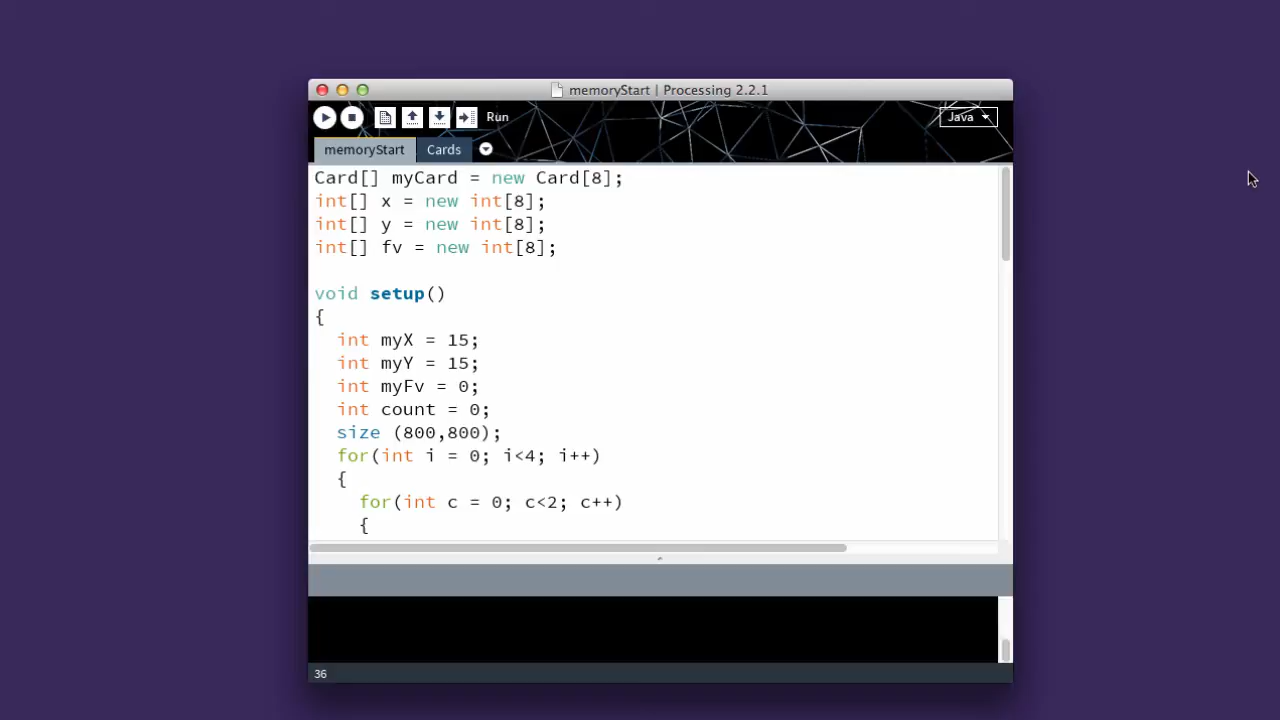 memoryStart | Processing 2.2.1
Run
Java
memoryStart Cards
Card[] myCard = new Card[8];
int[] x = new int[8];
int[] y = new int[8];
int[] fv = new int[8];
void setup()
{
int myX = 15;
int myY = 15;
int myFv = 0;
int count = 0;
size (800,800);
for(int i = 0; i<4; i++)
{
for(int c = 0; c<2; c++)
{
36